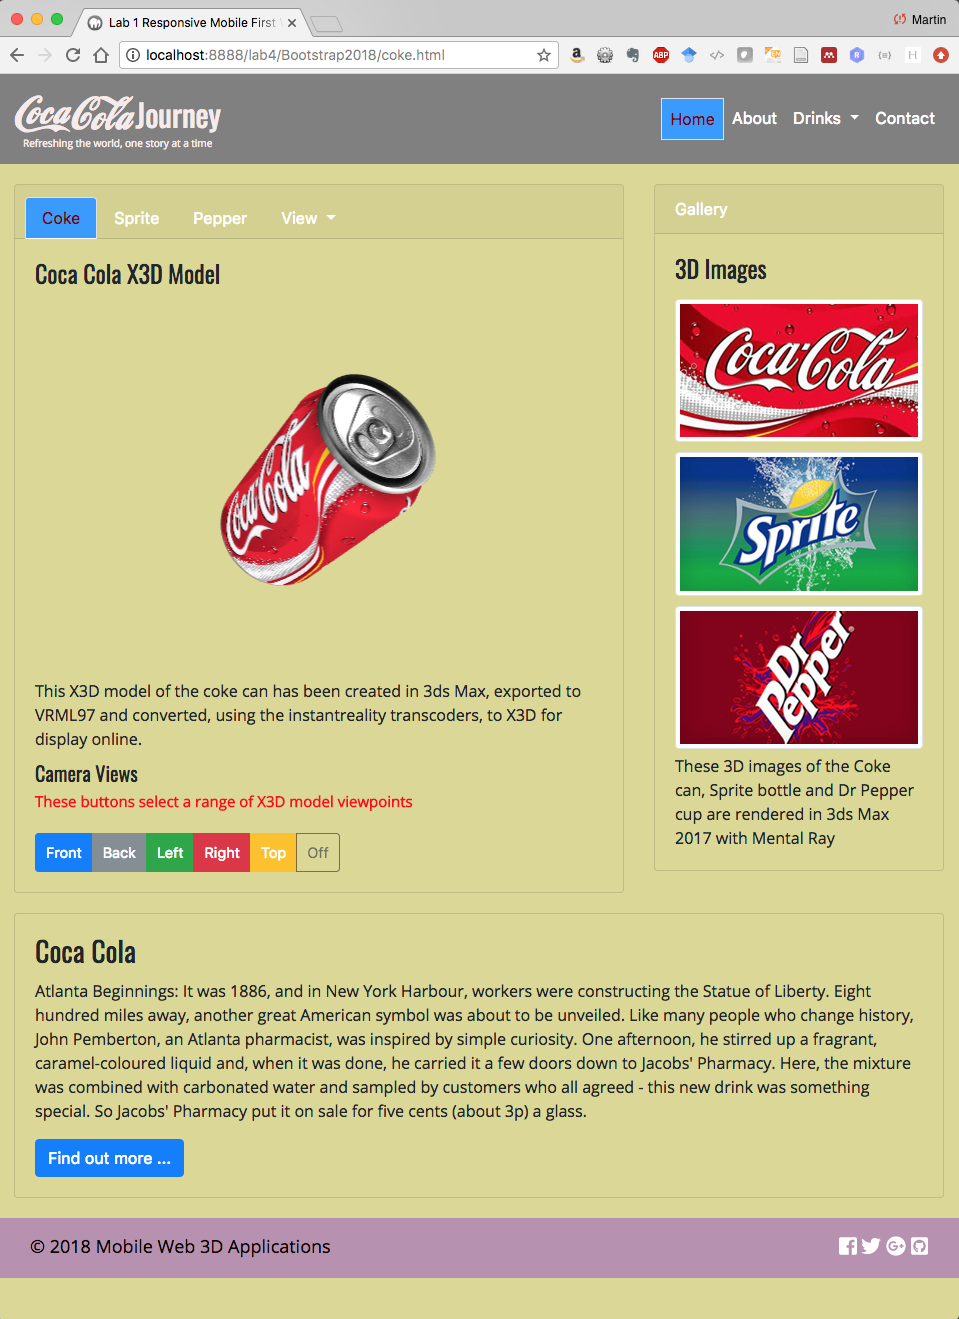 Lab 1 Responsive Mobile First
Martin
localhost:8888/lab4/Bootstrap2018/coke.html
ABP
EN
R
{≡}
H
Coca Cola Journey
Refreshing the world, one story at a time
Home About Drinks Contact
Coke Sprite Pepper View
Coca Cola X3D Model
Coca-Cola
This X3D model of the coke can has been created in 3ds Max, exported to
VRML97 and converted, using the instantreality transcoders, to X3D for
display online.
Camera Views
These buttons select a range of X3D model viewpoints
Front Back Left Right Top Off
Gallery
3D Images
Coca-Cola
Sprite
Dr
Pepper
These 3D images of the Coke
can, Sprite bottle and Dr Pepper
cup are rendered in 3ds Max
2017 with Mental Ray
Coca Cola
Atlanta Beginnings: It was 1886, and in New York Harbour, workers were constructing the Statue of Liberty. Eight
hundred miles away, another great American symbol was about to be unveiled. Like many people who change history,
John Pemberton, an Atlanta pharmacist, was inspired by simple curiosity. One afternoon, he stirred up a fragrant,
caramel-coloured liquid and, when it was done, he carried it a few doors down to Jacobs' Pharmacy. Here, the mixture
was combined with carbonated water and sampled by customers who all agreed - this new drink was something
special. So Jacobs' Pharmacy put it on sale for five cents (about 3p) a glass.
Find out more ...
© 2018 Mobile Web 3D Applications